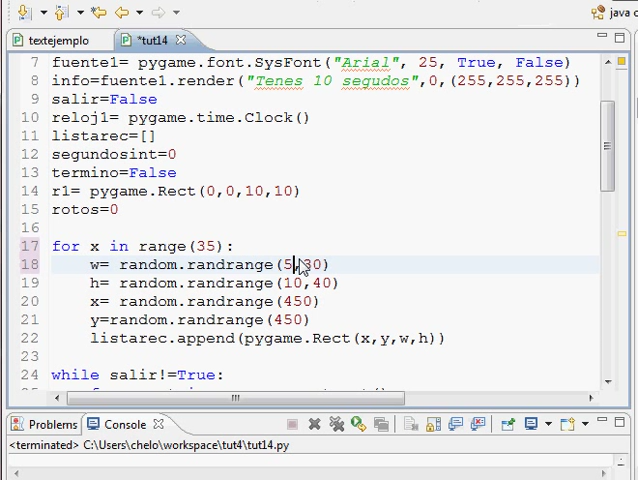 java c
textejemplo
*tut14
7 fuente1= pygame.font.SysFont("Arial", 25, True, False)
8 info=fuente1.render("Tenes 10 segudos",0,(255,255,255))
9 salir=False
10 reloj1= pygame.time.Clock()
11 listarec=[]
12 segundosint=0
13 termino=False
14 r1= pygame.Rect(0,0,10,10)
15 rotos=0
16
17 for x in range(35):
18 w= random.randrange(5,30)
19 h= random.randrange(10,40)
20 x= random.randrange(450)
21 y=random.randrange(450)
22 listarec.append(pygame.Rect(x,y,w,h))
23
24 while salir!=True:
Problems
Console
<terminated> C:\Users\chelo\workspace\tut4\tut14.py